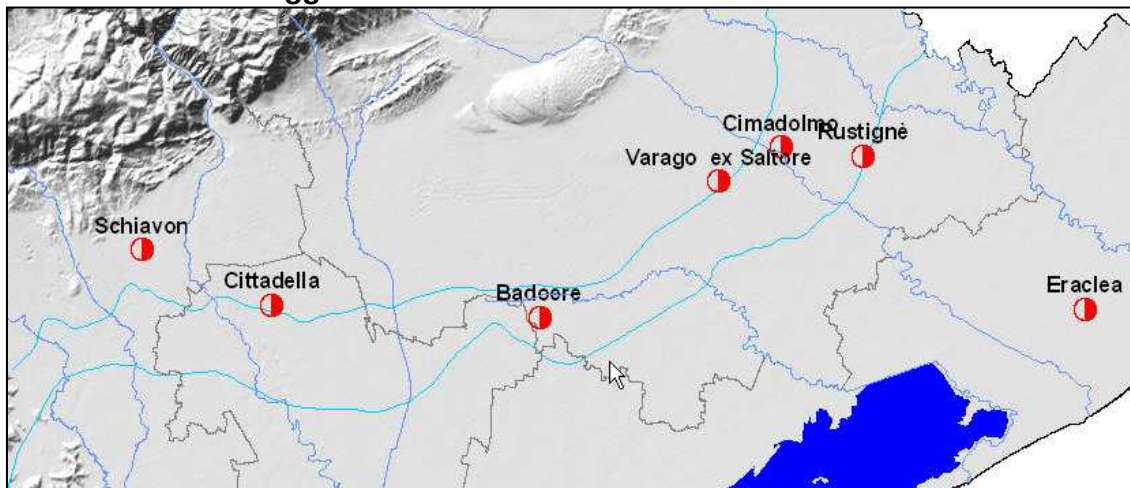 Cimadolmo
Rustignè
Varago ex Saltore
Schiavon
Cittadella
Badoere
Eraclea